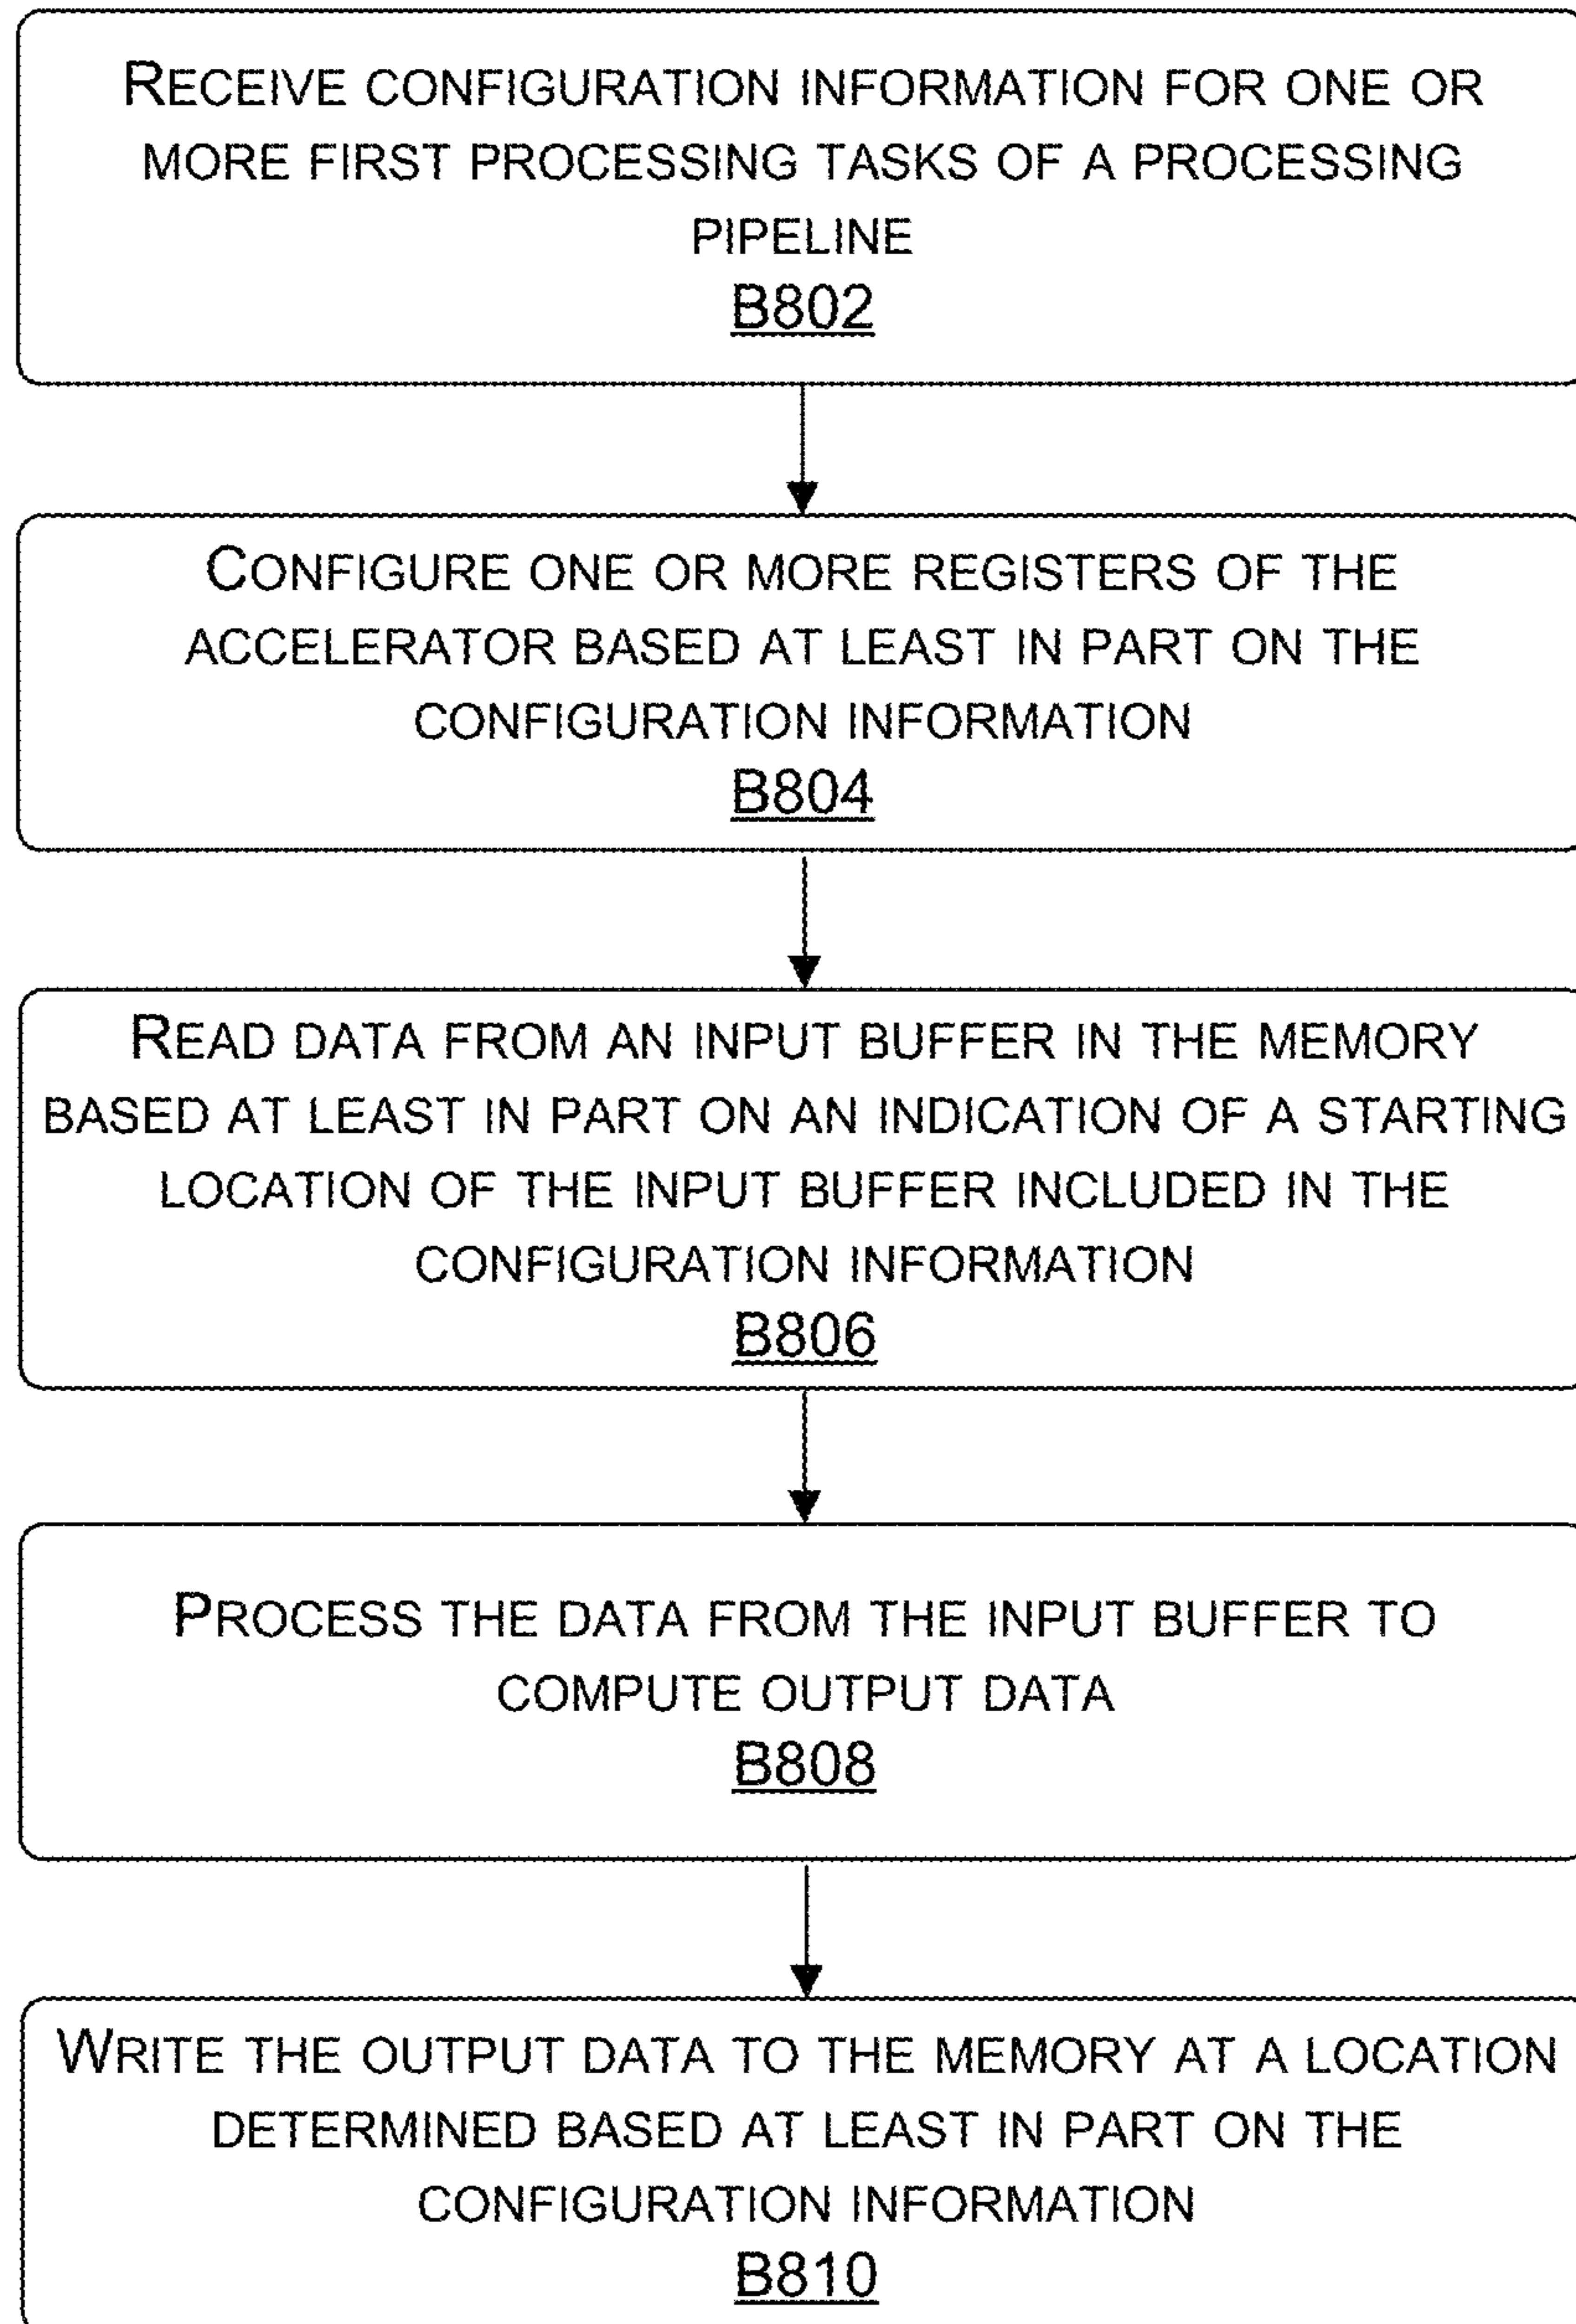 RECEIVE CONFIGURATION INFORMATION FOR ONE OR
MORE FIRST PROCESSING TASKS OF A PROCESSING
PIPELINE
B802
CONFIGURE ONE OR MORE REGISTERS OF THE
ACCELERATOR BASED AT LEAST IN PART ON THE
CONFIGURATION INFORMATION
B804
READ DATA FROM AN INPUT BUFFER IN THE MEMORY
BASED AT LEAST IN PART ON AN INDICATION OF A STARTING
LOCATION OF THE INPUT BUFFER INCLUDED IN THE
CONFIGURATION INFORMATION
B806
PROCESS THE DATA FROM THE INPUT BUFFER TO
COMPUTE OUTPUT DATA
B808
WRITE THE OUTPUT DATA TO THE MEMORY AT A LOCATION
DETERMINED BASED AT LEAST IN PART ON THE
CONFIGURATION INFORMATION
B810